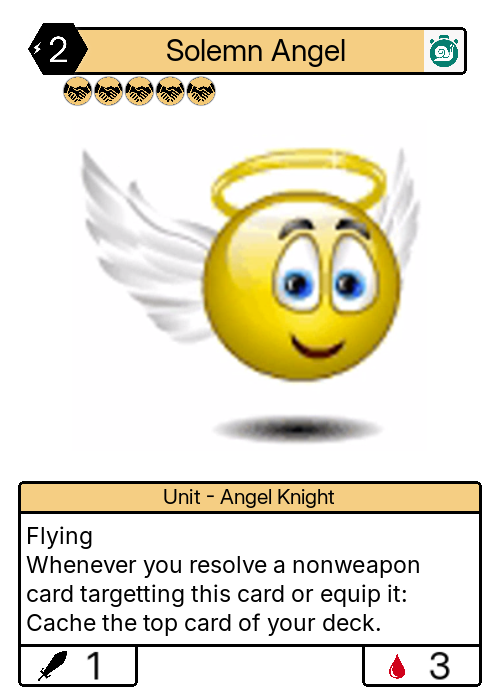 2
Solemn Angel
Unit - Angel Knight
Flying
Whenever you resolve a nonweapon
card targetting this card or equip it:
Cache the top card of your deck.
1
3